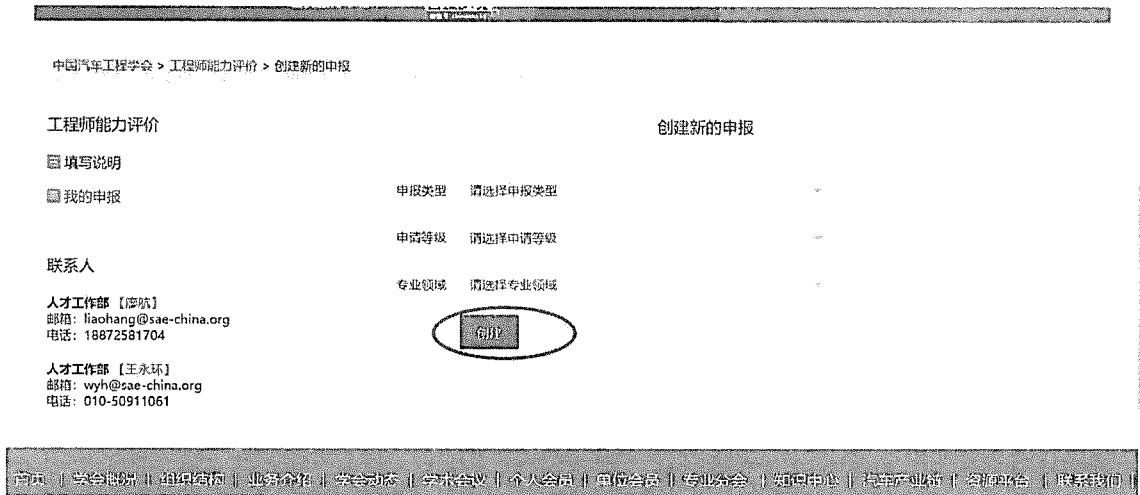 中国汽车工程学会 > 工程师能力评价 > 创建新的申报
工程师能力评价
填写说明
我的申报
联系人
人才工作部 【廖航】
邮箱: liaohang@sae-china.org
电话: 18872581704
人才工作部 【王永环】
邮箱: wyh@sae-china.org
电话: 010-50911061
创建新的申报
申报类型 请选择申报类型
申请等级 请选择申请等级
专业领域 请选择专业领域
创建
首页 | 学会概况 | 组织结构 | 业务介绍 | 学会动态 | 学术会议 | 个人会员 | 单位会员 | 专业分会 | 知识中心 | 汽车产业链 | 资源平台 | 联系我们 |